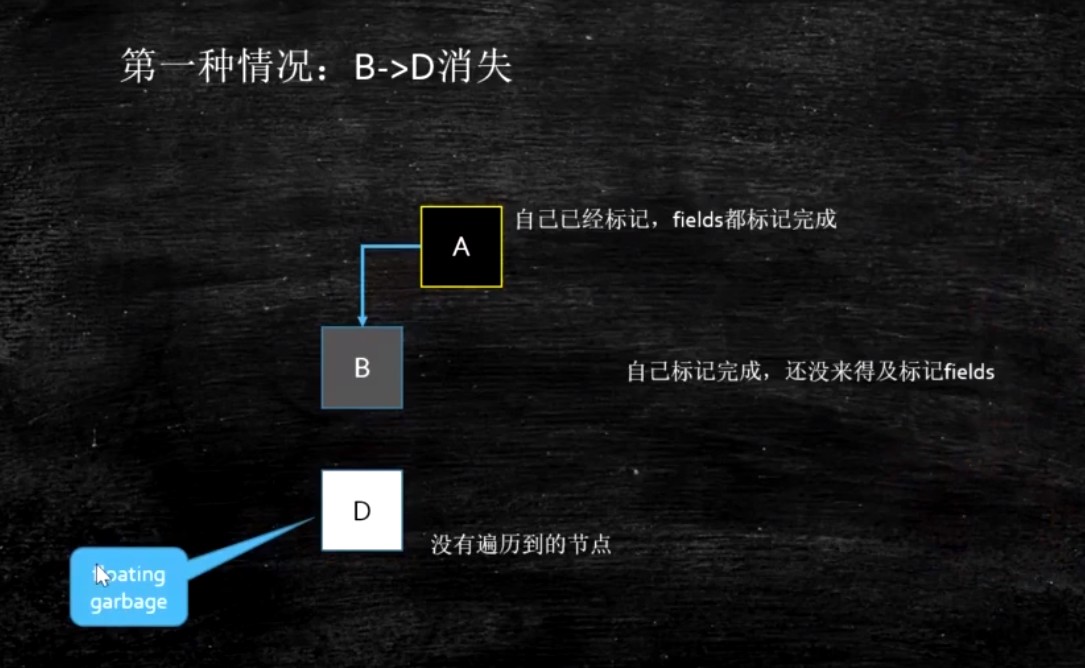 第一种情况：B->D消失
A
自己已经标记，fields都标记完成
B
自己标记完成，还没来得及标记fields
D
没有遍历到的节点
floating
garbage